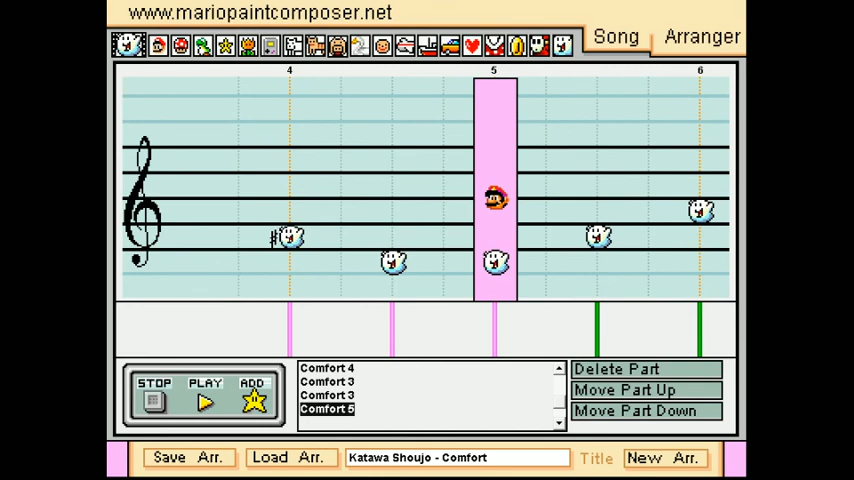 www.mariopaintcomposer.net
Song Arranger
4 5 6
STOP PLAY ADD
Comfort 4
Comfort 3
Comfort 3
Comfort 5
Delete Part
Move Part Up
Move Part Down
Save Arr. Load Arr. Katawa Shoujo - Comfort Title New Arr.